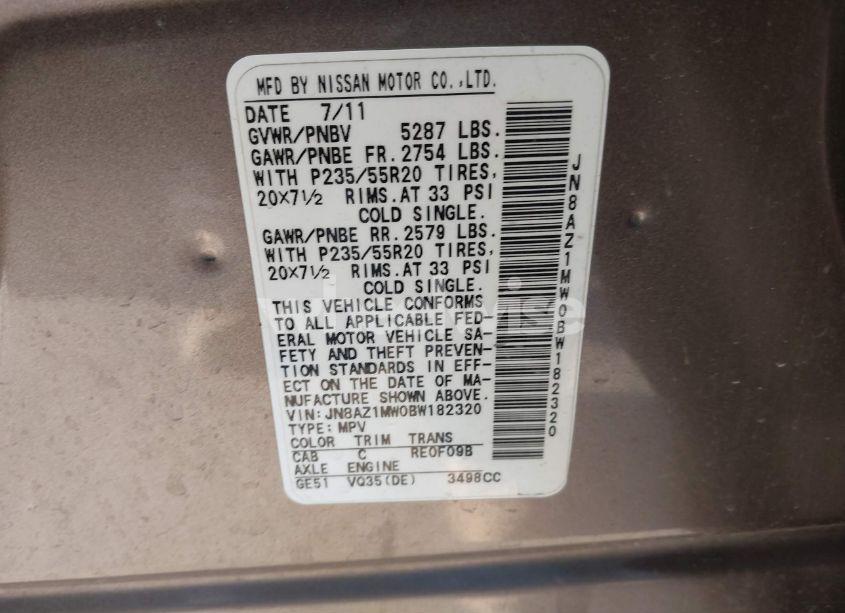 MFD BY NISSAN MOTOR CO.,LTD.
DATE 7/11
GVWR/PNBV 5287 LBS.
GAWR/PNBE FR. 2754 LBS.
WITH P235/55R20 TIRES,
20×7½ RIMS.AT 33 PSI
COLD SINGLE.
GAWR/PNBE RR. 2579 LBS.
WITH P235/55R20 TIRES,
20×7½ RIMS.AT 33 PSI
COLD SINGLE.
THIS VEHICLE CONFORMS
TO ALL APPLICABLE FED-
ERAL MOTOR VEHICLE SA-
FETY AND THEFT PREVEN-
TION STANDARDS IN EFF-
ECT ON THE DATE OF MA-
NUFACTURE SHOWN ABOVE.
VIN:JN8AZ1MW0BW182320
TYPE:MPV
COLOR TRIM TRANS
CAB C RE0F09B
AXLE ENGINE
GE51 VQ35(DE) 3498CC
JN8AZ1MW0BW182320